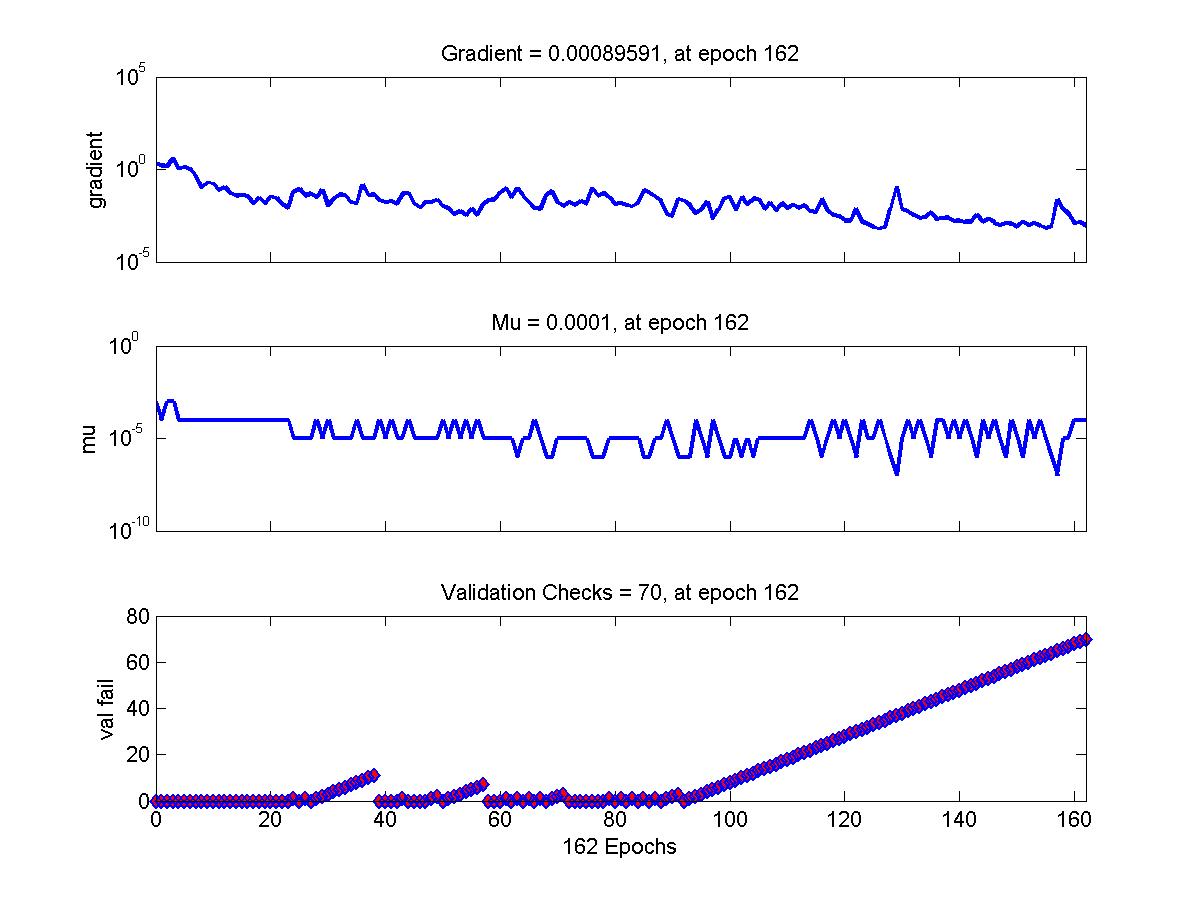 Gradient = 0.00089591, at epoch 162
10^5
10^0
10^-5
gradient
Mu = 0.0001, at epoch 162
10^0
10^-5
10^-10
mu
Validation Checks = 70, at epoch 162
80
60
40
20
0
val fail
0 20 40 60 80 100 120 140 160
162 Epochs